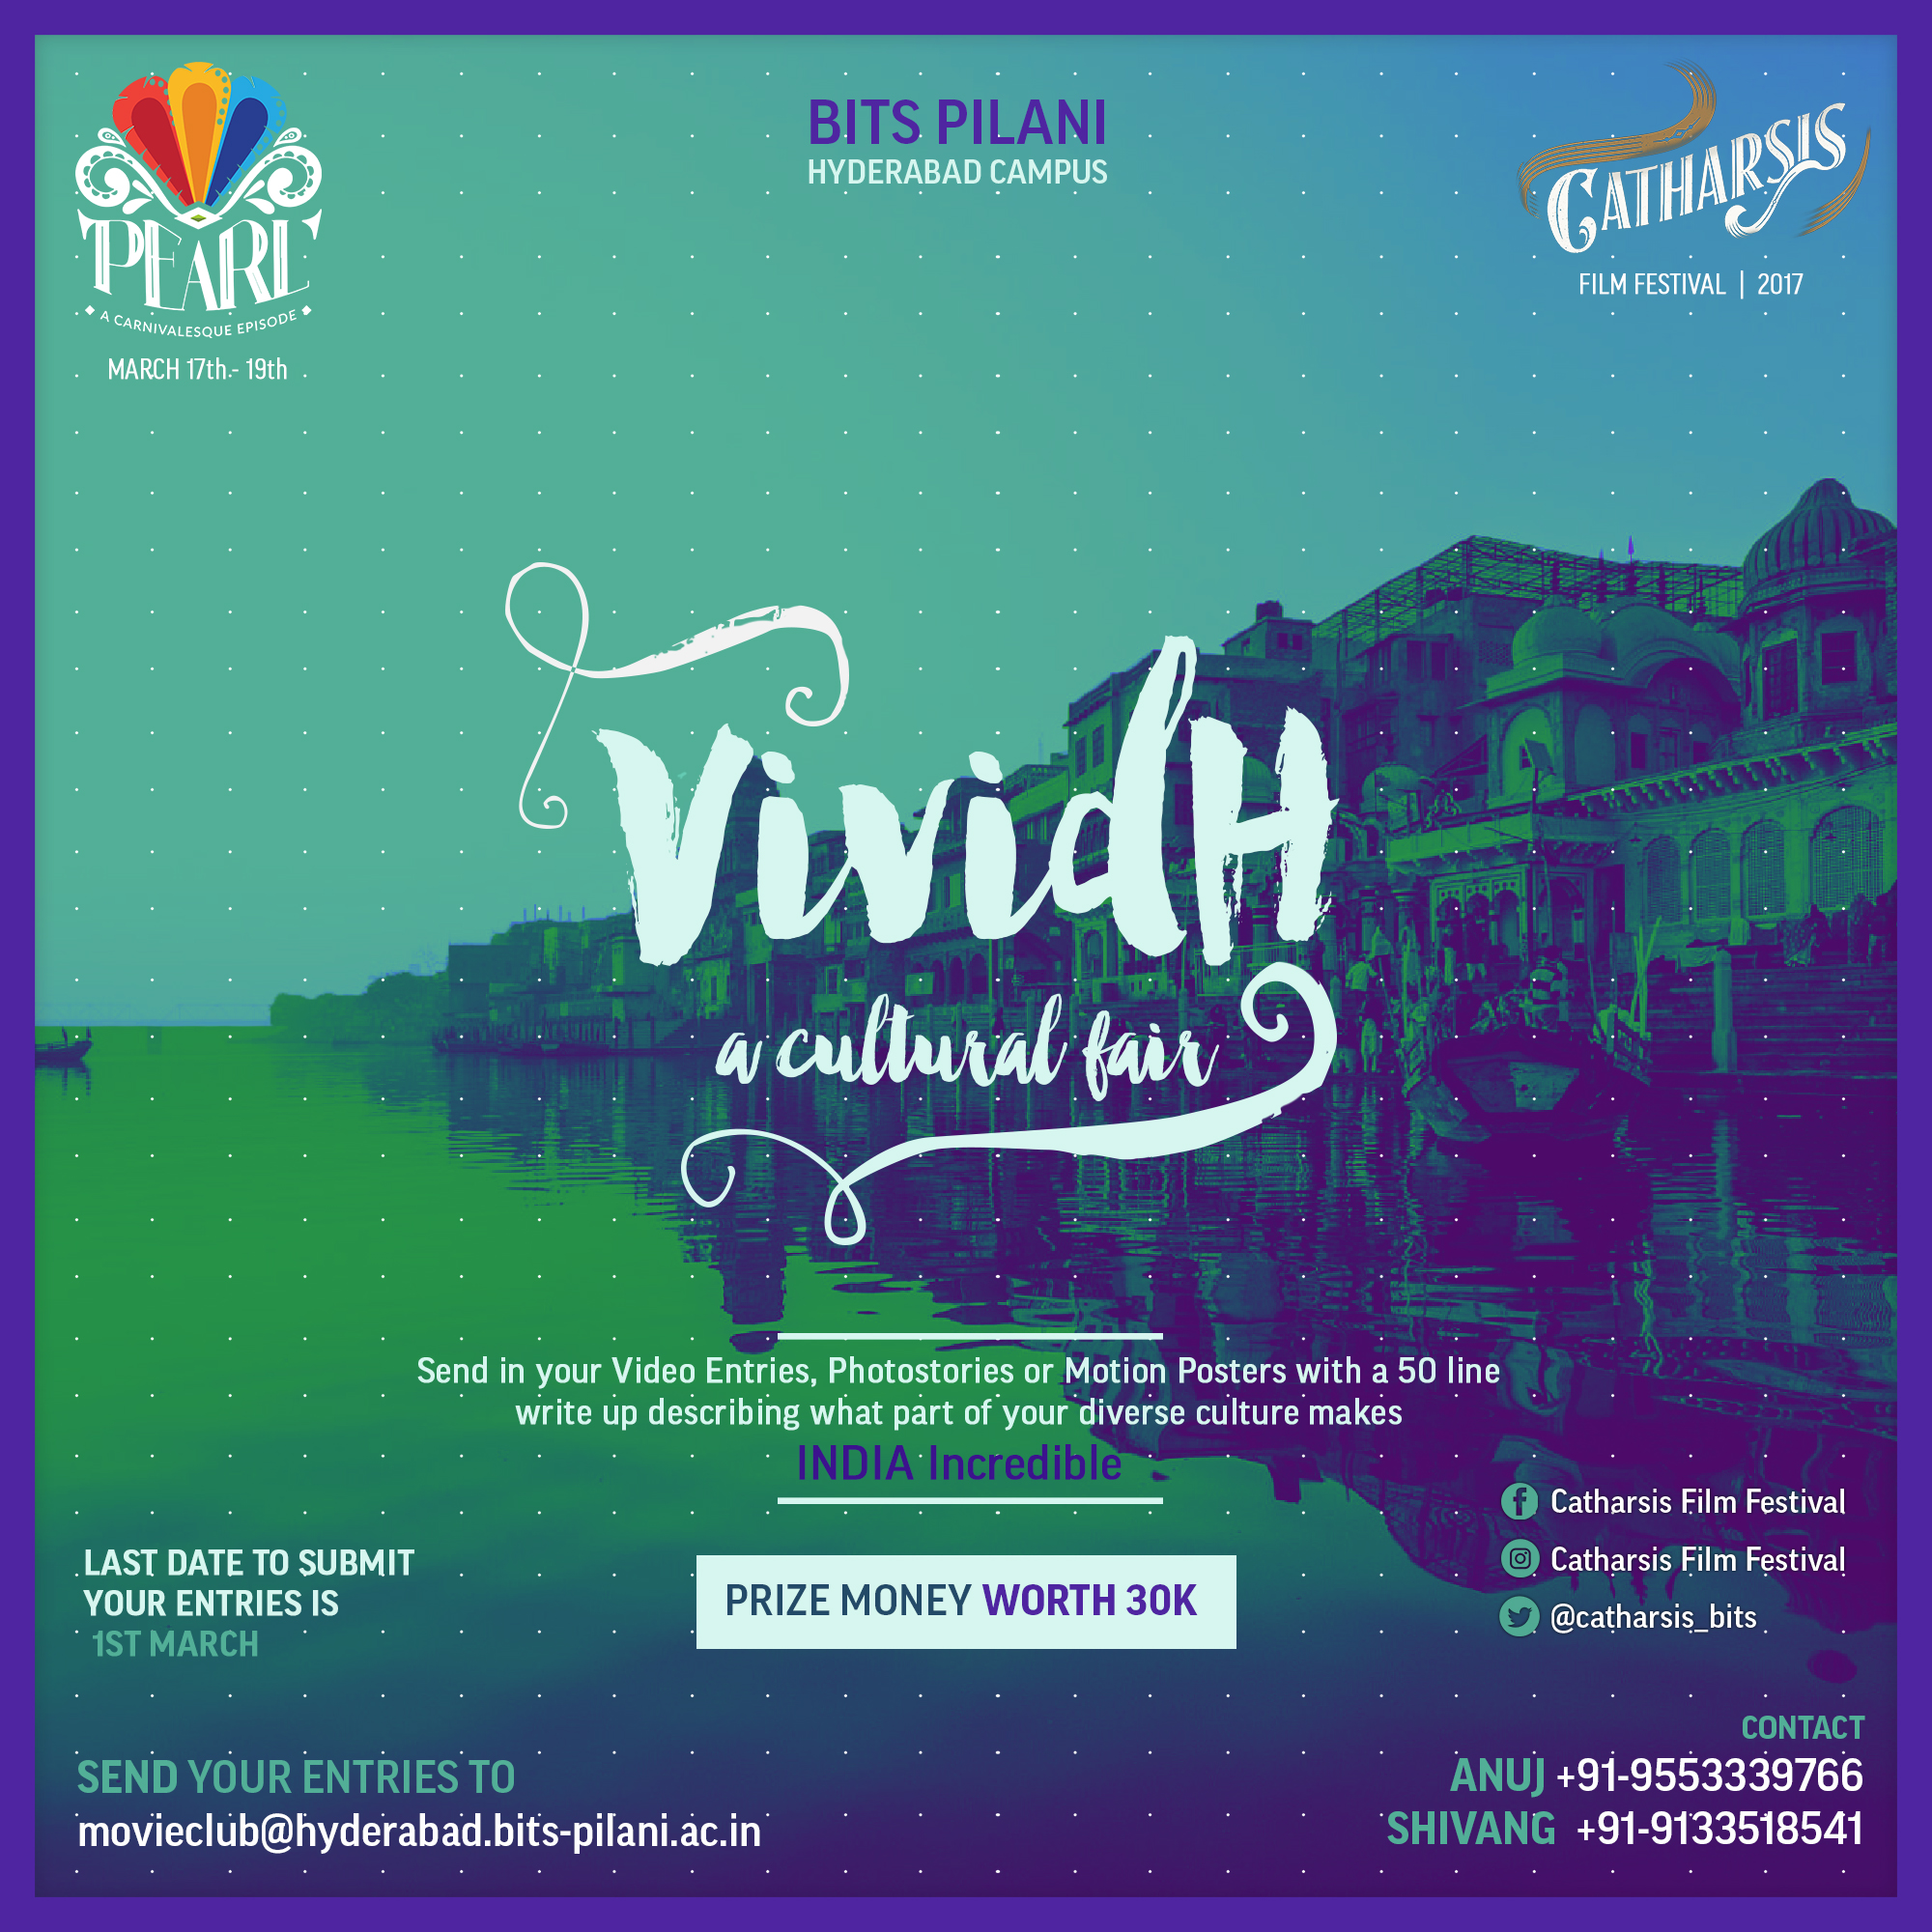 PEARL
A CARNIVALESQUE EPISODE
MARCH 17th - 19th
BITS PILANI
HYDERABAD CAMPUS
CATHARSIS
FILM FESTIVAL | 2017
VividH
a cultural fair
Send in your Video Entries, Photostories or Motion Posters with a 50 line
write up describing what part of your diverse culture makes
INDIA Incredible
LAST DATE TO SUBMIT
YOUR ENTRIES IS
1ST MARCH
PRIZE MONEY WORTH 30K
Catharsis Film Festival
Catharsis Film Festival
@catharsis_bits
SEND YOUR ENTRIES TO
movieclub@hyderabad.bits-pilani.ac.in
CONTACT
ANUJ +91-9553339766
SHIVANG +91-9133518541